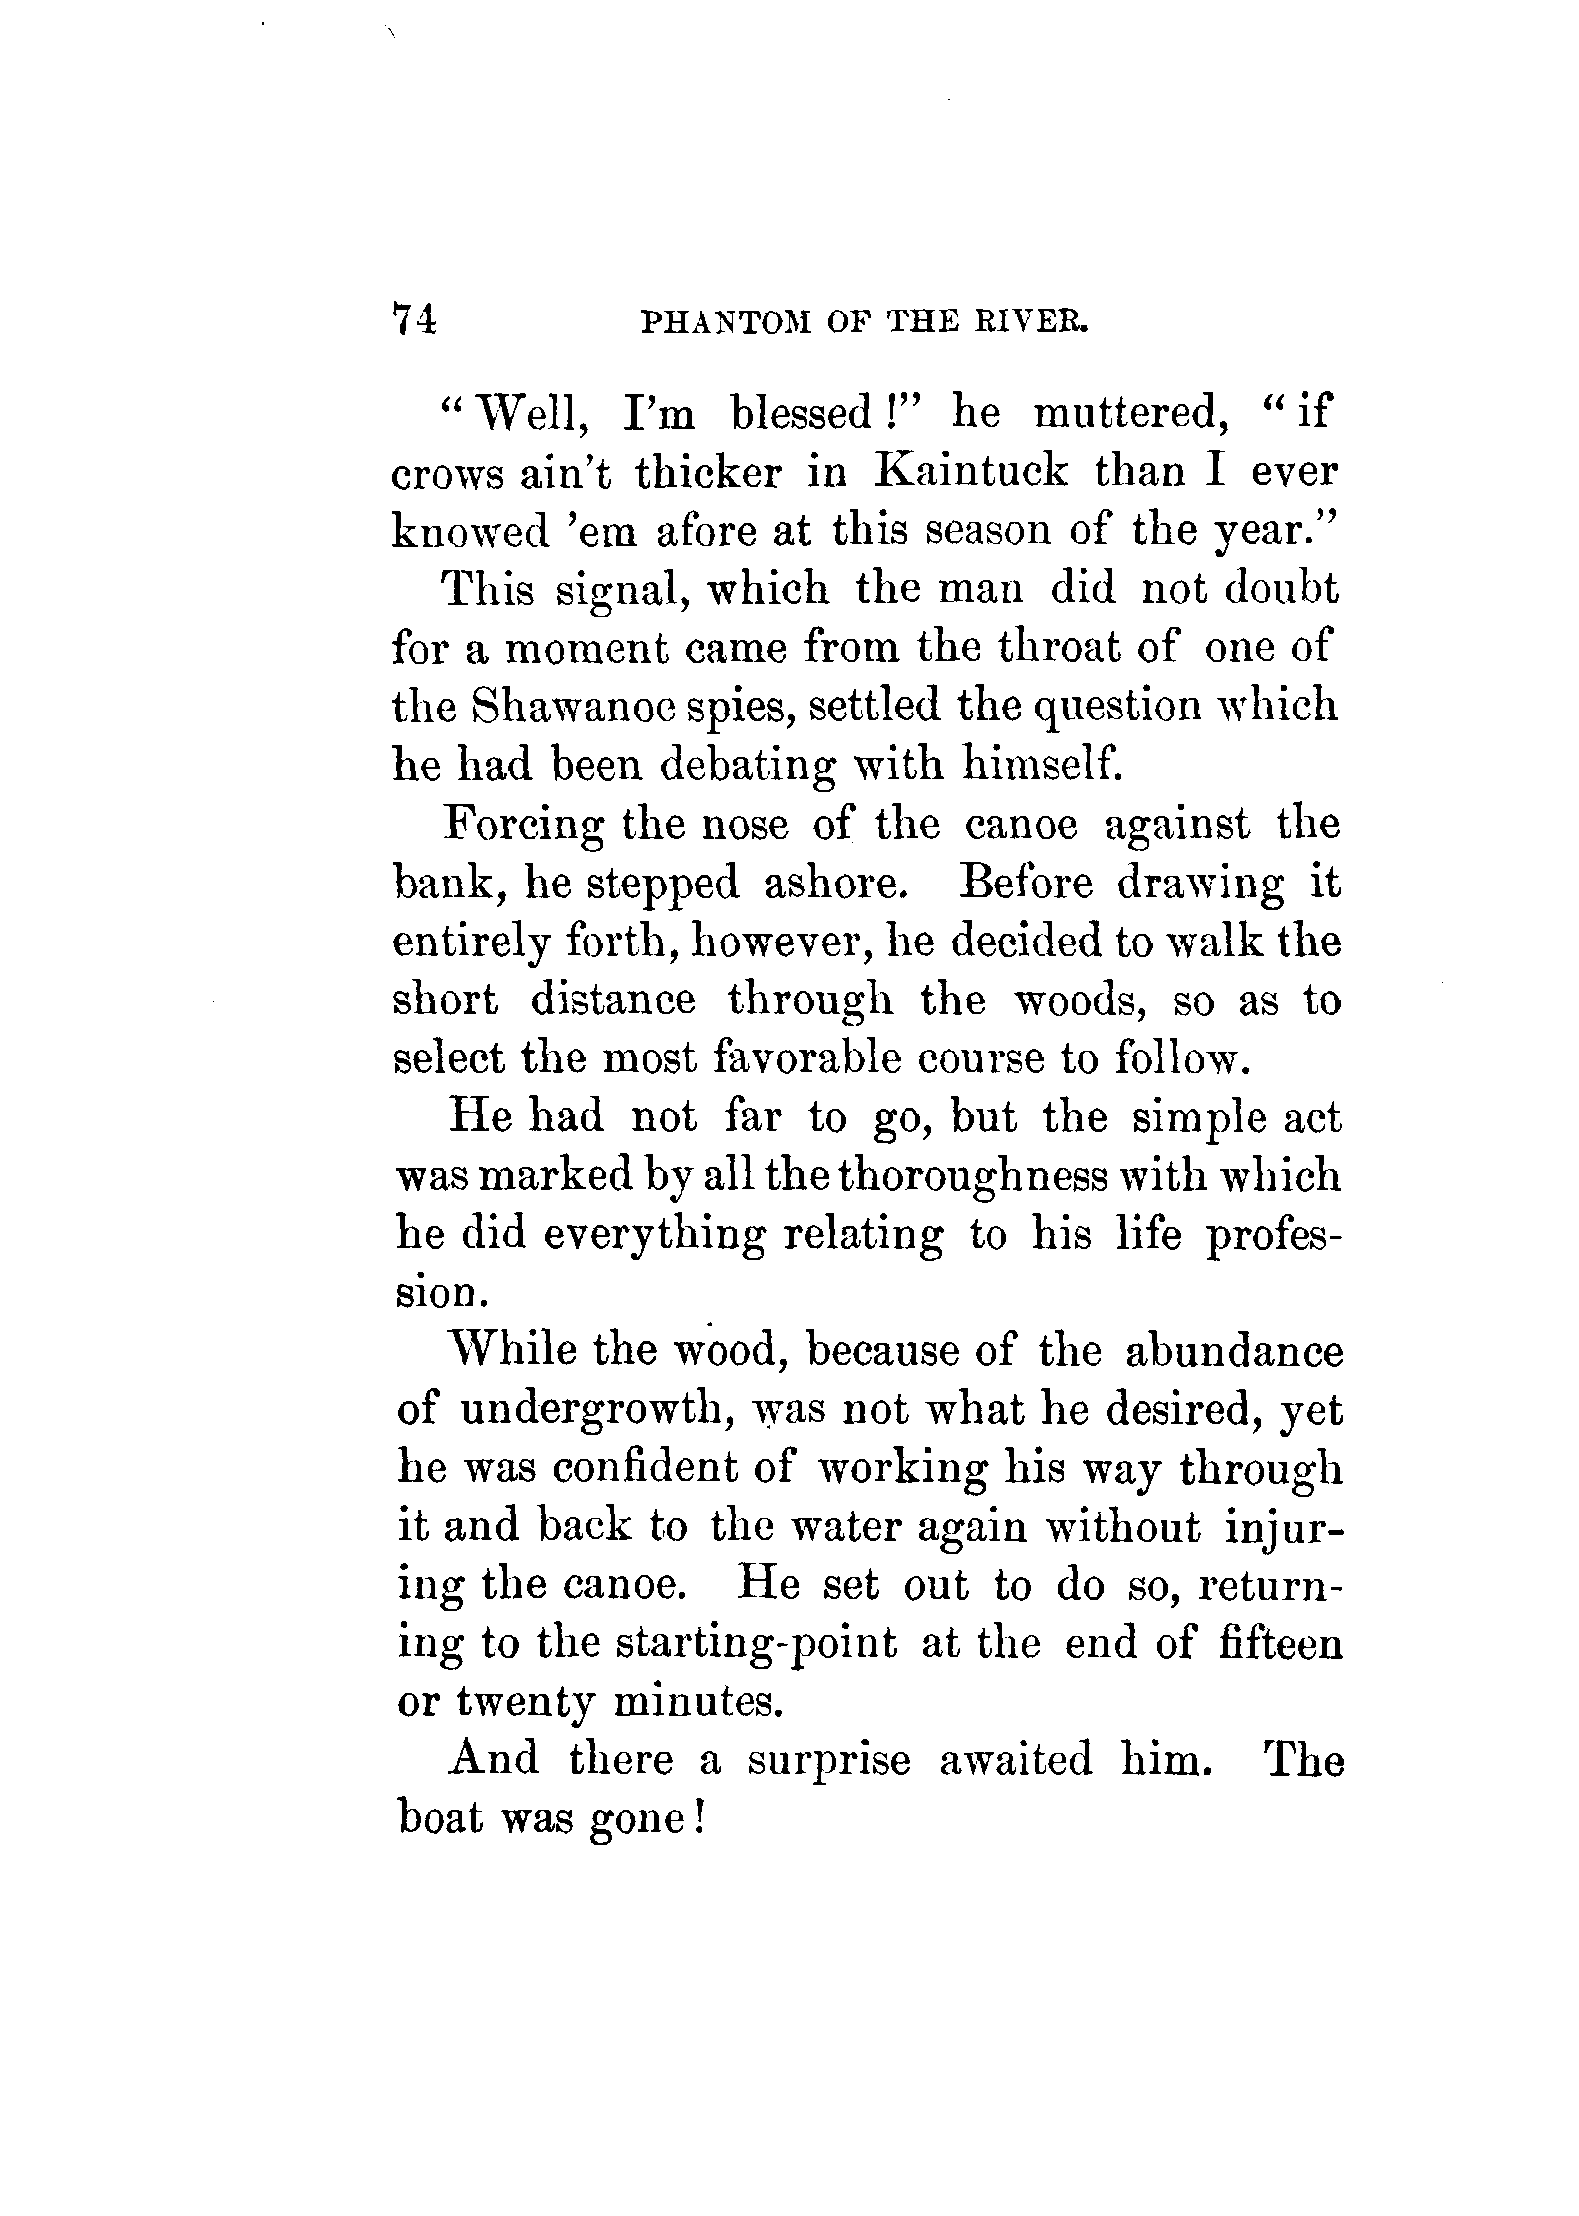 74 PHANTOM OF THE RIVER.
“Well, I’m blessed!” he muttered, “if
crows ain’t thicker in Kaintuck than I ever
knowed ’em afore at this season of the year.”
This signal, which the man did not doubt
for a moment came from the throat of one of
the Shawanoe spies, settled the question which
he had been debating with himself.
Forcing the nose of the canoe against the
bank, he stepped ashore. Before drawing it
entirely forth, however, he decided to walk the
short distance through the woods, so as to
select the most favorable course to follow.
He had not far to go, but the simple act
was marked by all the thoroughness with which
he did everything relating to his life profes-
sion.
While the wood, because of the abundance
of undergrowth, was not what he desired, yet
he was confident of working his way through
it and back to the water again without injur-
ing the canoe. He set out to do so, return-
ing to the starting-point at the end of fifteen
or twenty minutes.
And there a surprise awaited him. The
boat was gone!